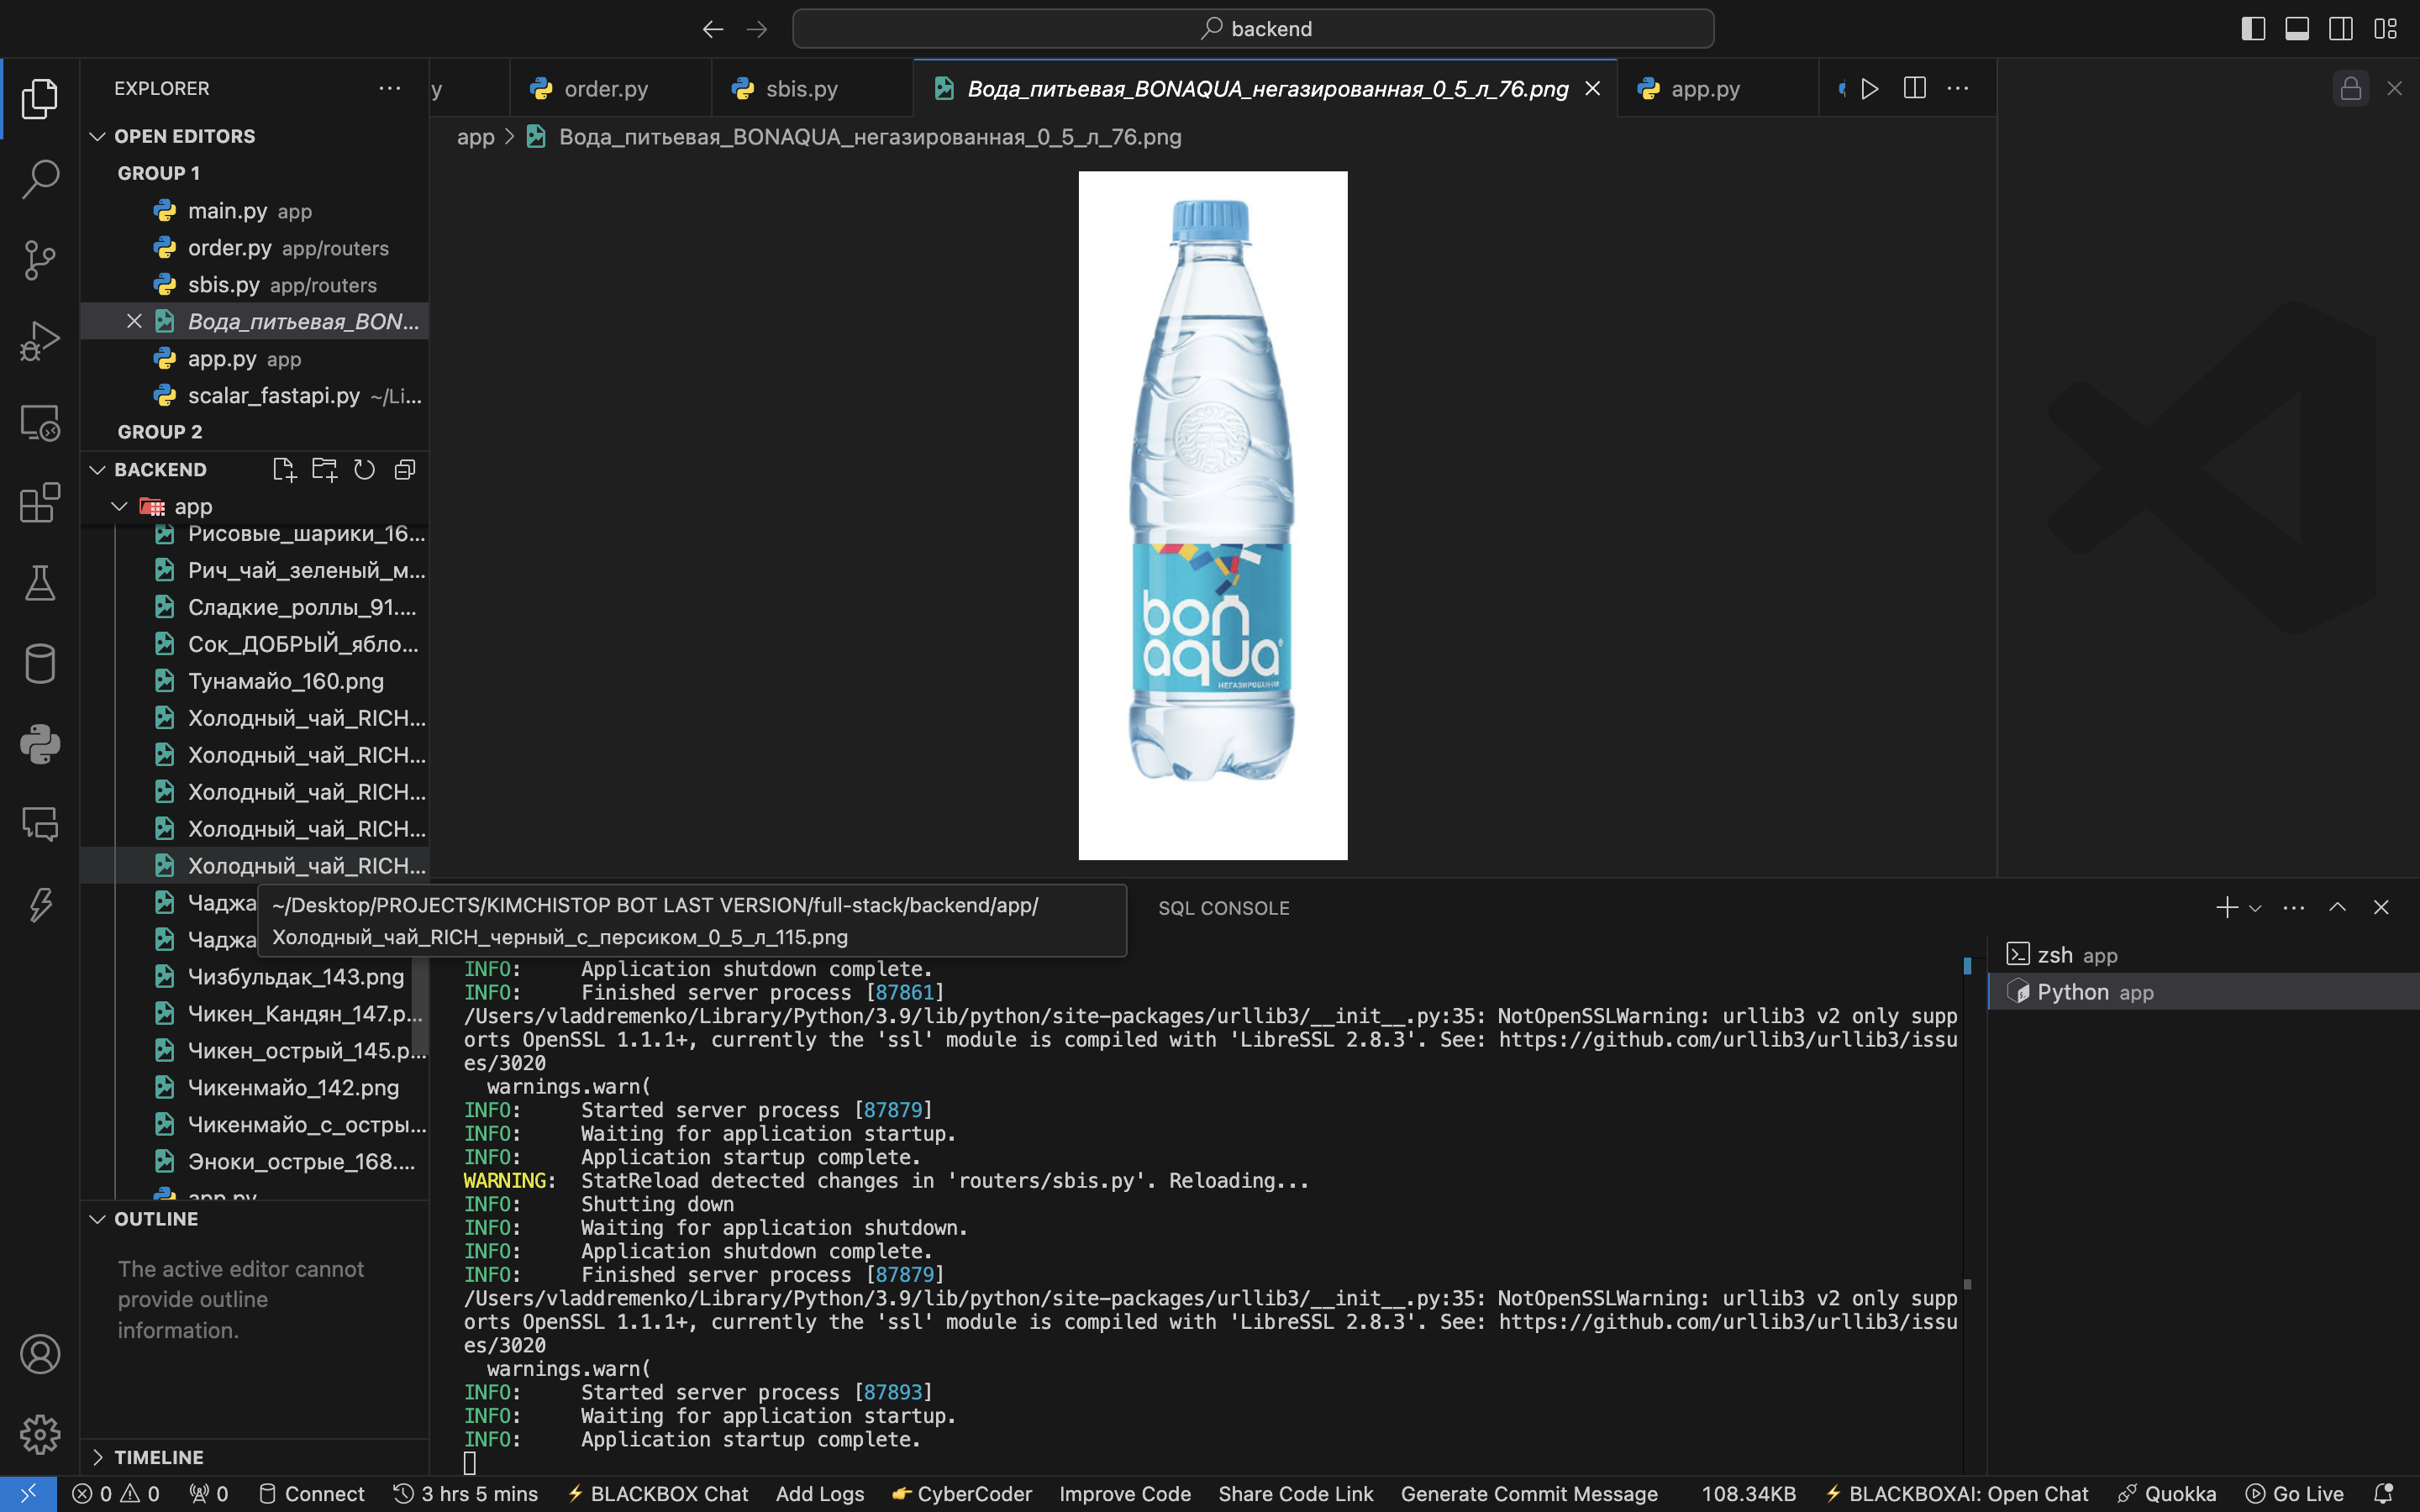 backend
EXPLORER
OPEN EDITORS
GROUP 1
main.py app
order.py app/routers
sbis.py app/routers
Вода_питьевая_BON...
app.py app
scalar_fastapi.py ~/Li...
GROUP 2
BACKEND
app
Рисовые_шарики_16...
Рич_чай_зеленый_м...
Сладкие_роллы_91....
Сок_ДОБРЫЙ_ябло...
Тунамайо_160.png
Холодный_чай_RICH...
Холодный_чай_RICH...
Холодный_чай_RICH...
Холодный_чай_RICH...
Холодный_чай_RICH...
Чаджа
Чаджа
Чизбульдак_143.png
Чикен_Кандян_147.p...
Чикен_острый_145.p...
Чикенмайо_142.png
Чикенмайо_с_остры...
Эноки_острые_168....
app.py
OUTLINE
The active editor cannot
provide outline
information.
TIMELINE
y
order.py
sbis.py
Вода_питьевая_BONAQUA_негазированная_0_5_л_76.png
app.py
app > Вода_питьевая_BONAQUA_негазированная_0_5_л_76.png
bon
aqua
НЕГАЗИРОВАННАЯ
~/Desktop/PROJECTS/KIMCHISTOP BOT LAST VERSION/full-stack/backend/app/
Холодный_чай_RICH_черный_с_персиком_0_5_л_115.png
SQL CONSOLE
INFO: Application shutdown complete.
INFO: Finished server process [87861]
/Users/vladdremenko/Library/Python/3.9/lib/python/site-packages/urllib3/__init__.py:35: NotOpenSSLWarning: urllib3 v2 only supp
orts OpenSSL 1.1.1+, currently the 'ssl' module is compiled with 'LibreSSL 2.8.3'. See: https://github.com/urllib3/urllib3/issu
es/3020
warnings.warn(
INFO: Started server process [87879]
INFO: Waiting for application startup.
INFO: Application startup complete.
WARNING: StatReload detected changes in 'routers/sbis.py'. Reloading...
INFO: Shutting down
INFO: Waiting for application shutdown.
INFO: Application shutdown complete.
INFO: Finished server process [87879]
/Users/vladdremenko/Library/Python/3.9/lib/python/site-packages/urllib3/__init__.py:35: NotOpenSSLWarning: urllib3 v2 only supp
orts OpenSSL 1.1.1+, currently the 'ssl' module is compiled with 'LibreSSL 2.8.3'. See: https://github.com/urllib3/urllib3/issu
es/3020
warnings.warn(
INFO: Started server process [87893]
INFO: Waiting for application startup.
INFO: Application startup complete.
zsh app
Python app
0 0 0 Connect 3 hrs 5 mins BLACKBOX Chat Add Logs CyberCoder Improve Code Share Code Link Generate Commit Message 108.34KB BLACKBOXAI: Open Chat Quokka Go Live